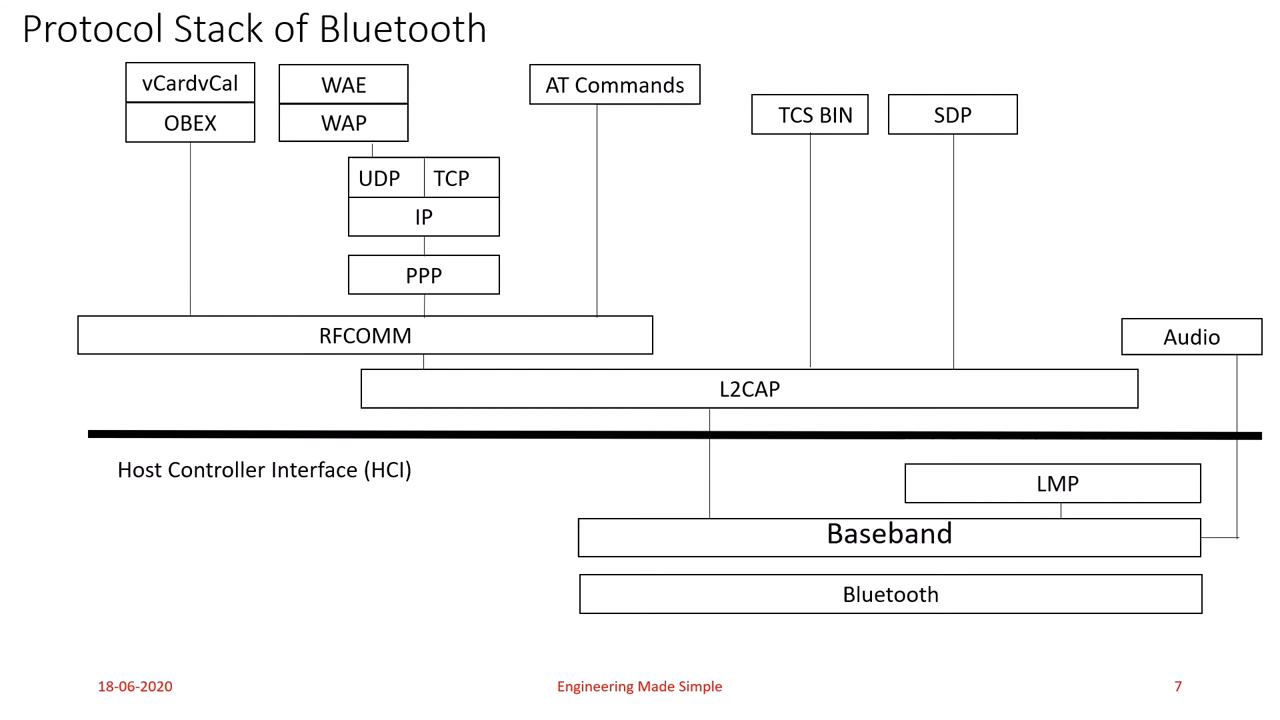 Protocol Stack of Bluetooth
vCardvCal
OBEX
WAE
WAP
AT Commands
TCS BIN
SDP
UDP
TCP
IP
PPP
RFCOMM
Audio
L2CAP
Host Controller Interface (HCI)
LMP
Baseband
Bluetooth
18-06-2020
Engineering Made Simple
7